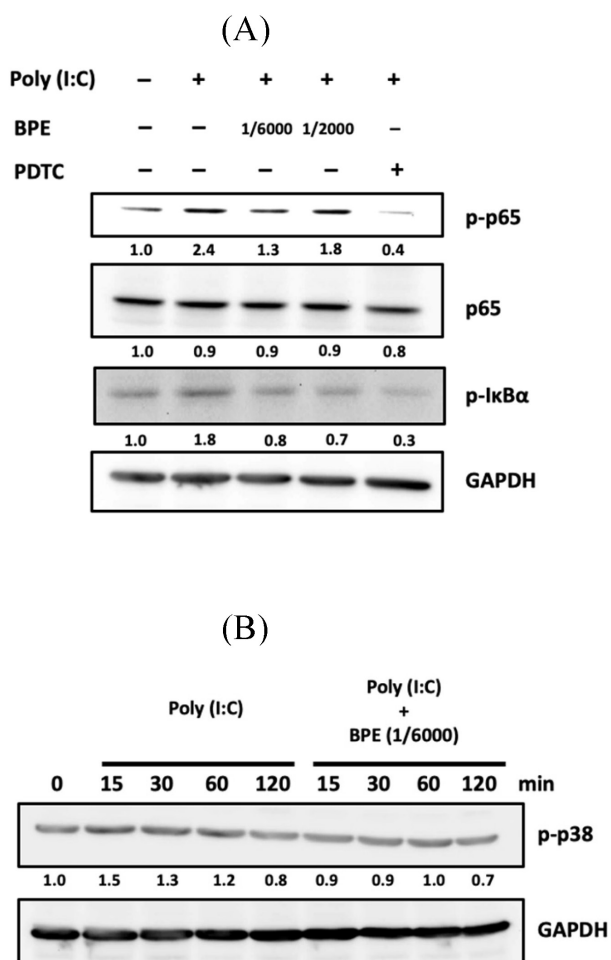 (A)
Poly (I:C) – + + + +
BPE – – 1/6000 1/2000 –
PDTC – – – – +
p-p65
1.0 2.4 1.3 1.8 0.4
p65
1.0 0.9 0.9 0.9 0.8
p-IκBα
1.0 1.8 0.8 0.7 0.3
GAPDH
(B)
Poly (I:C)
Poly (I:C)
+
BPE (1/6000)
0 15 30 60 120 15 30 60 120 min
p-p38
1.0 1.5 1.3 1.2 0.8 0.9 0.9 1.0 0.7
GAPDH